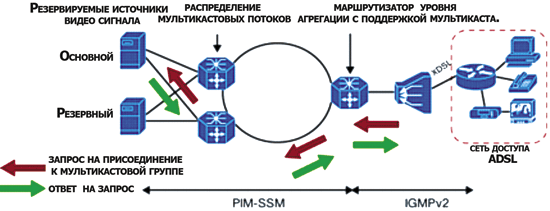 Резервируемые источники
видео сигнала
распределение
мультикастовых потоков
маршрутизатор уровня
агрегации с поддержкой мультикаста.
Основной
Резервный
xDSL
сеть доступа
ADSL
запрос на присоединение
к мультикастовой группе
ответ на запрос
PIM-SSM
IGMPv2